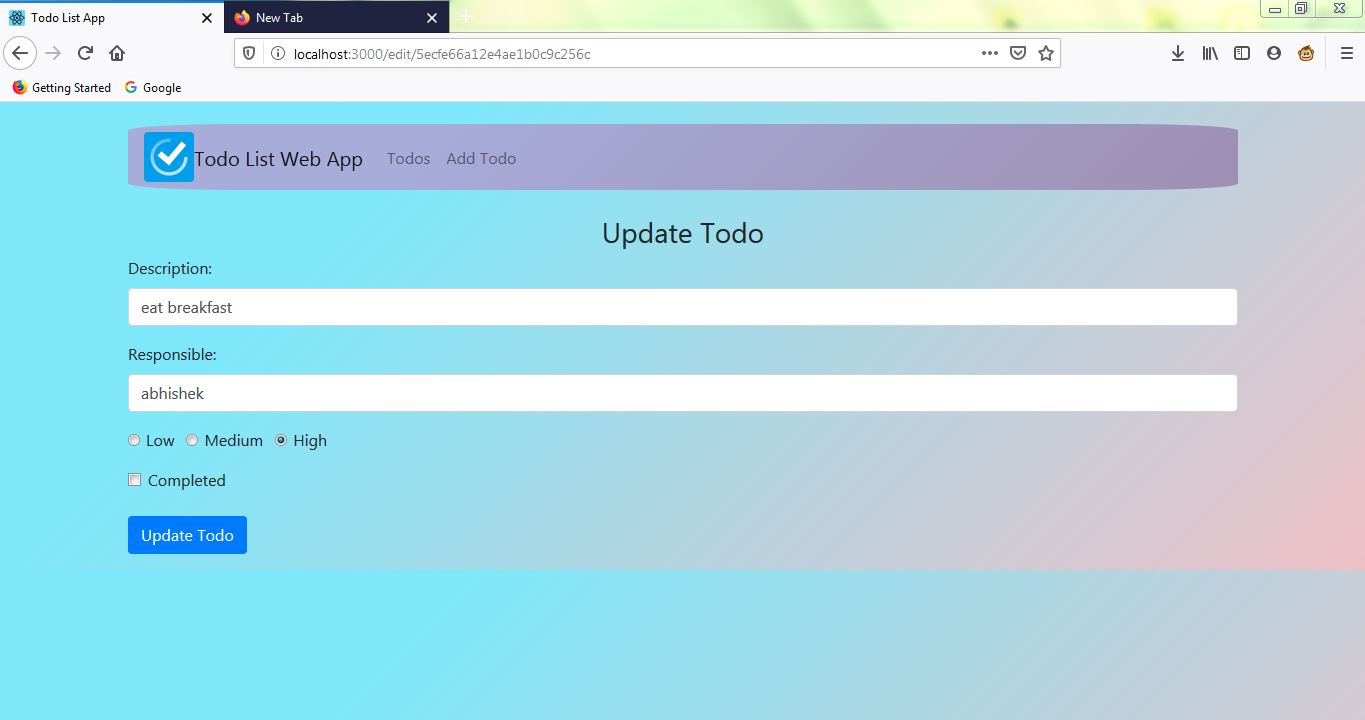 Todo List App
New Tab
localhost:3000/edit/5ecfe66a12e4ae1b0c9c256c
Getting Started Google
Todo List Web App Todos Add Todo
Update Todo
Description:
eat breakfast
Responsible:
abhishek
Low Medium High
Completed
Update Todo